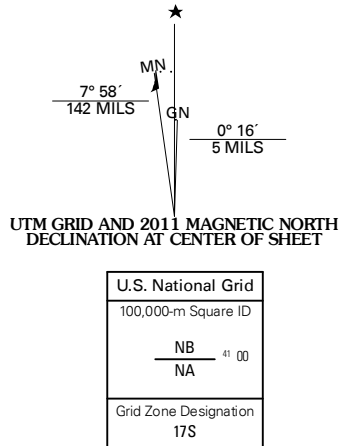 ★
MN
7° 58´
142 MILS
GN
0° 16´
5 MILS
UTM GRID AND 2011 MAGNETIC NORTH
DECLINATION AT CENTER OF SHEET
U.S. National Grid
100,000-m Square ID
NB
41 00
NA
Grid Zone Designation
17S